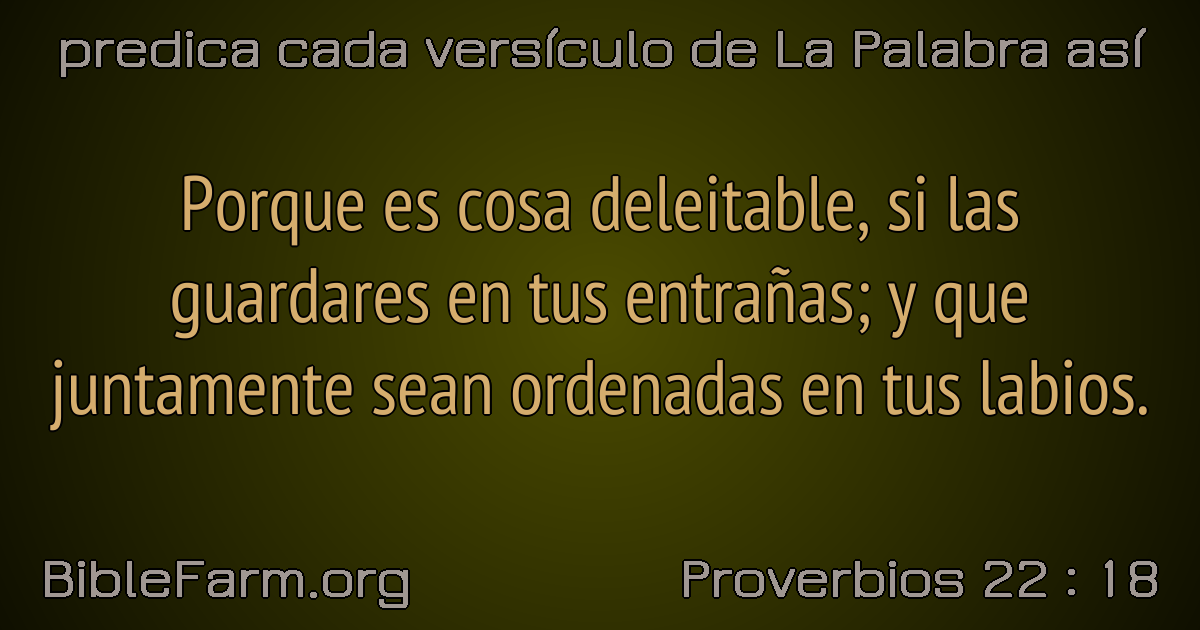 predica cada versículo de La Palabra así
Porque es cosa deleitable, si las
guardares en tus entrañas; y que
juntamente sean ordenadas en tus labios.
BibleFarm.org
Proverbios 22 : 18